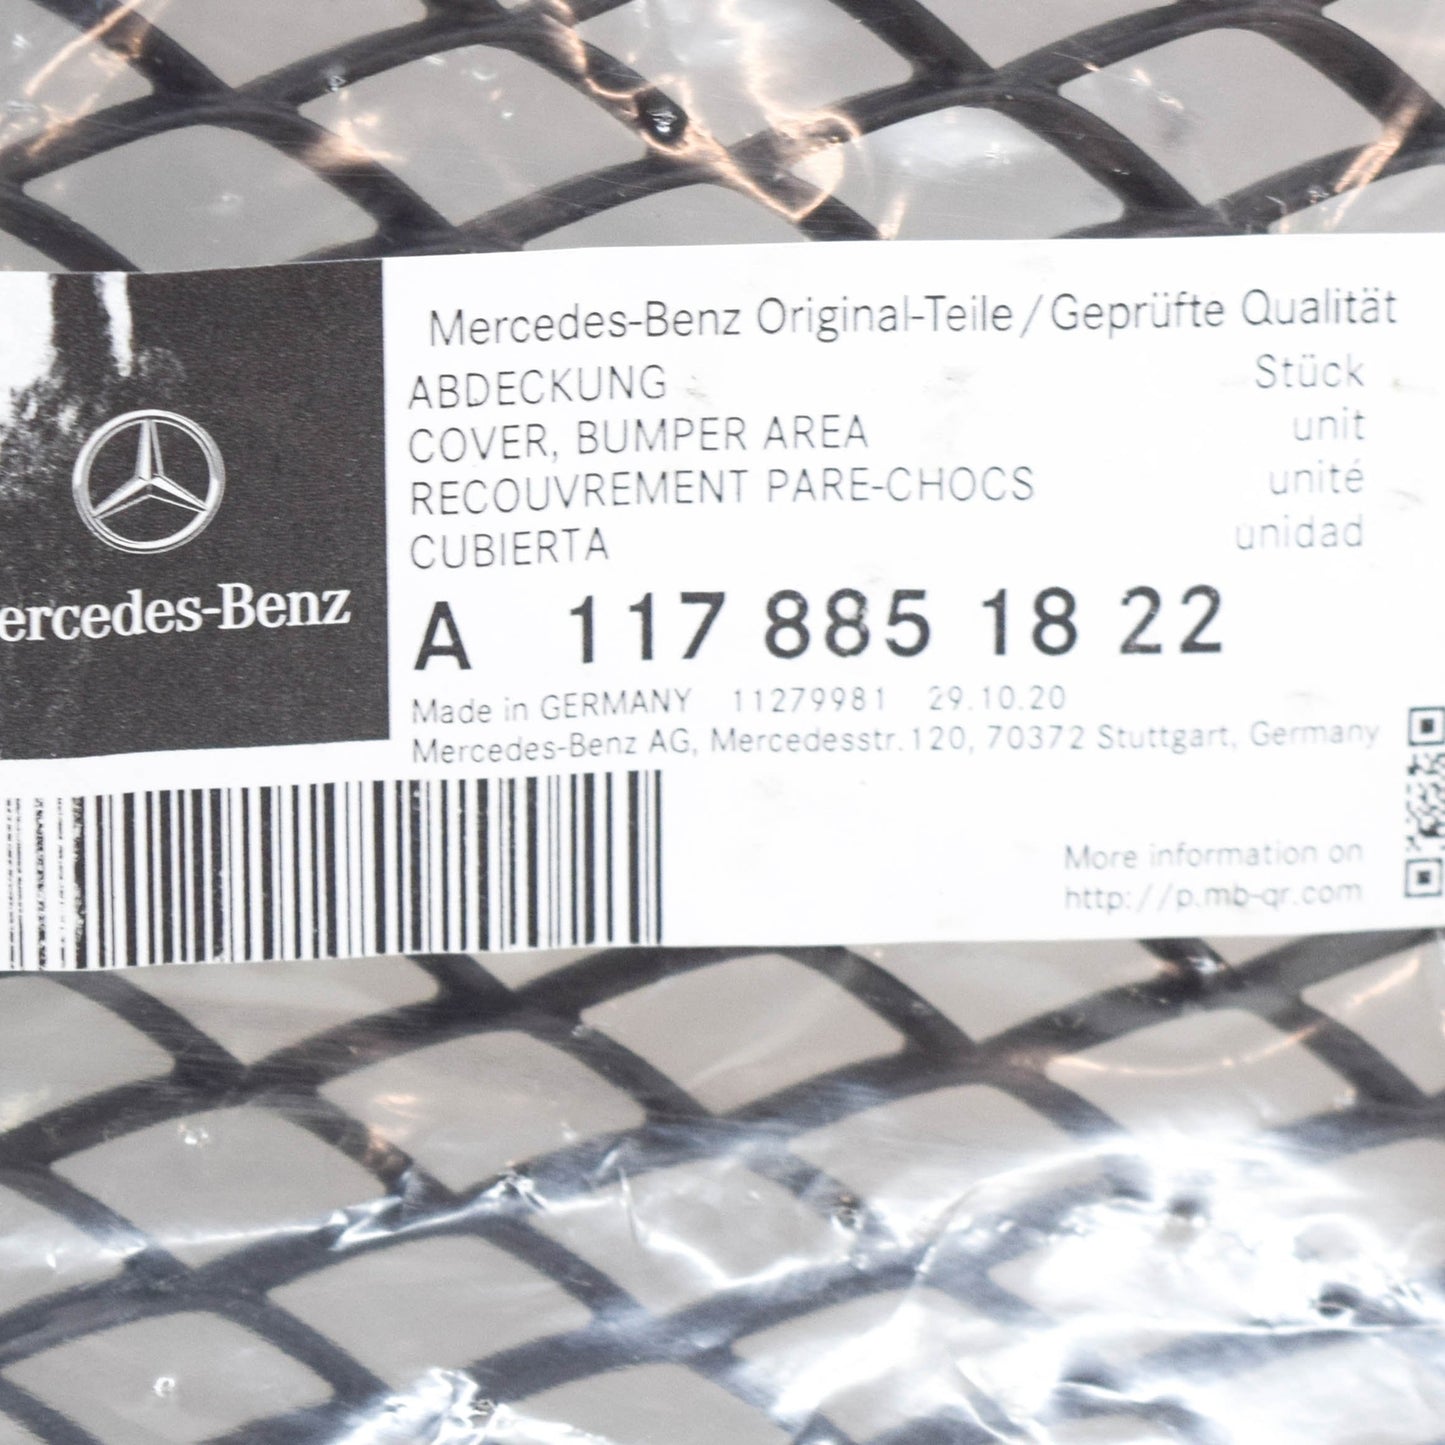 Mercedes-Benz Original-Teile/Geprüfte Qualität
ABDECKUNG Stück
COVER, BUMPER AREA unit
RECOUVREMENT PARE-CHOCS unité
CUBIERTA unidad
ercedes-Benz
A 117 885 18 22
Made in GERMANY 11279981 29.10.20
Mercedes-Benz AG, Mercedesstr.120, 70372 Stuttgart, Germany
More information on
http://p.mb-qr.com